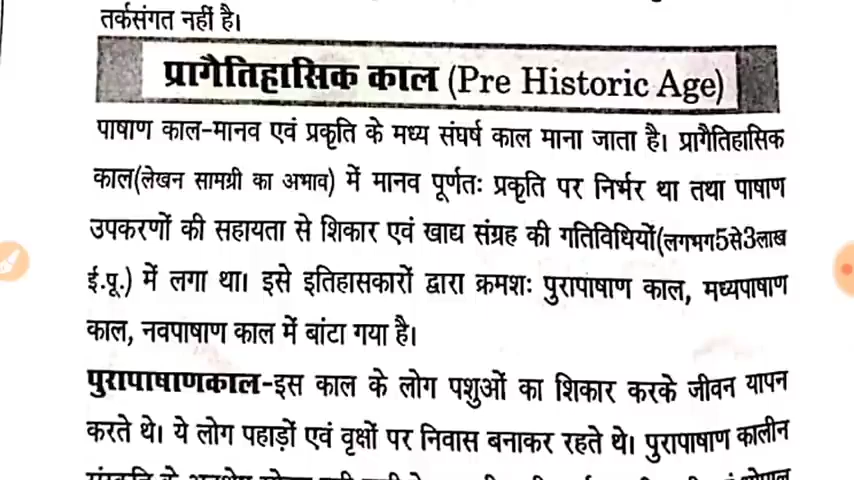 तर्कसंगत नहीं है।
प्रागैतिहासिक काल (Pre Historic Age)
पाषाण काल-मानव एवं प्रकृति के मध्य संघर्ष काल माना जाता है। प्रागैतिहासिक
काल(लेखन सामग्री का अभाव) में मानव पूर्णतः प्रकृति पर निर्भर था तथा पाषाण
उपकरणों की सहायता से शिकार एवं खाद्य संग्रह की गतिविधियों(लगभग5से3लाख
ई.पू.) में लगा था। इसे इतिहासकारों द्वारा क्रमशः पुरापाषाण काल, मध्यपाषाण
काल, नवपाषाण काल में बांटा गया है।
पुरापाषाणकाल-इस काल के लोग पशुओं का शिकार करके जीवन यापन
करते थे। ये लोग पहाड़ों एवं वृक्षों पर निवास बनाकर रहते थे। पुरापाषाण कालीन